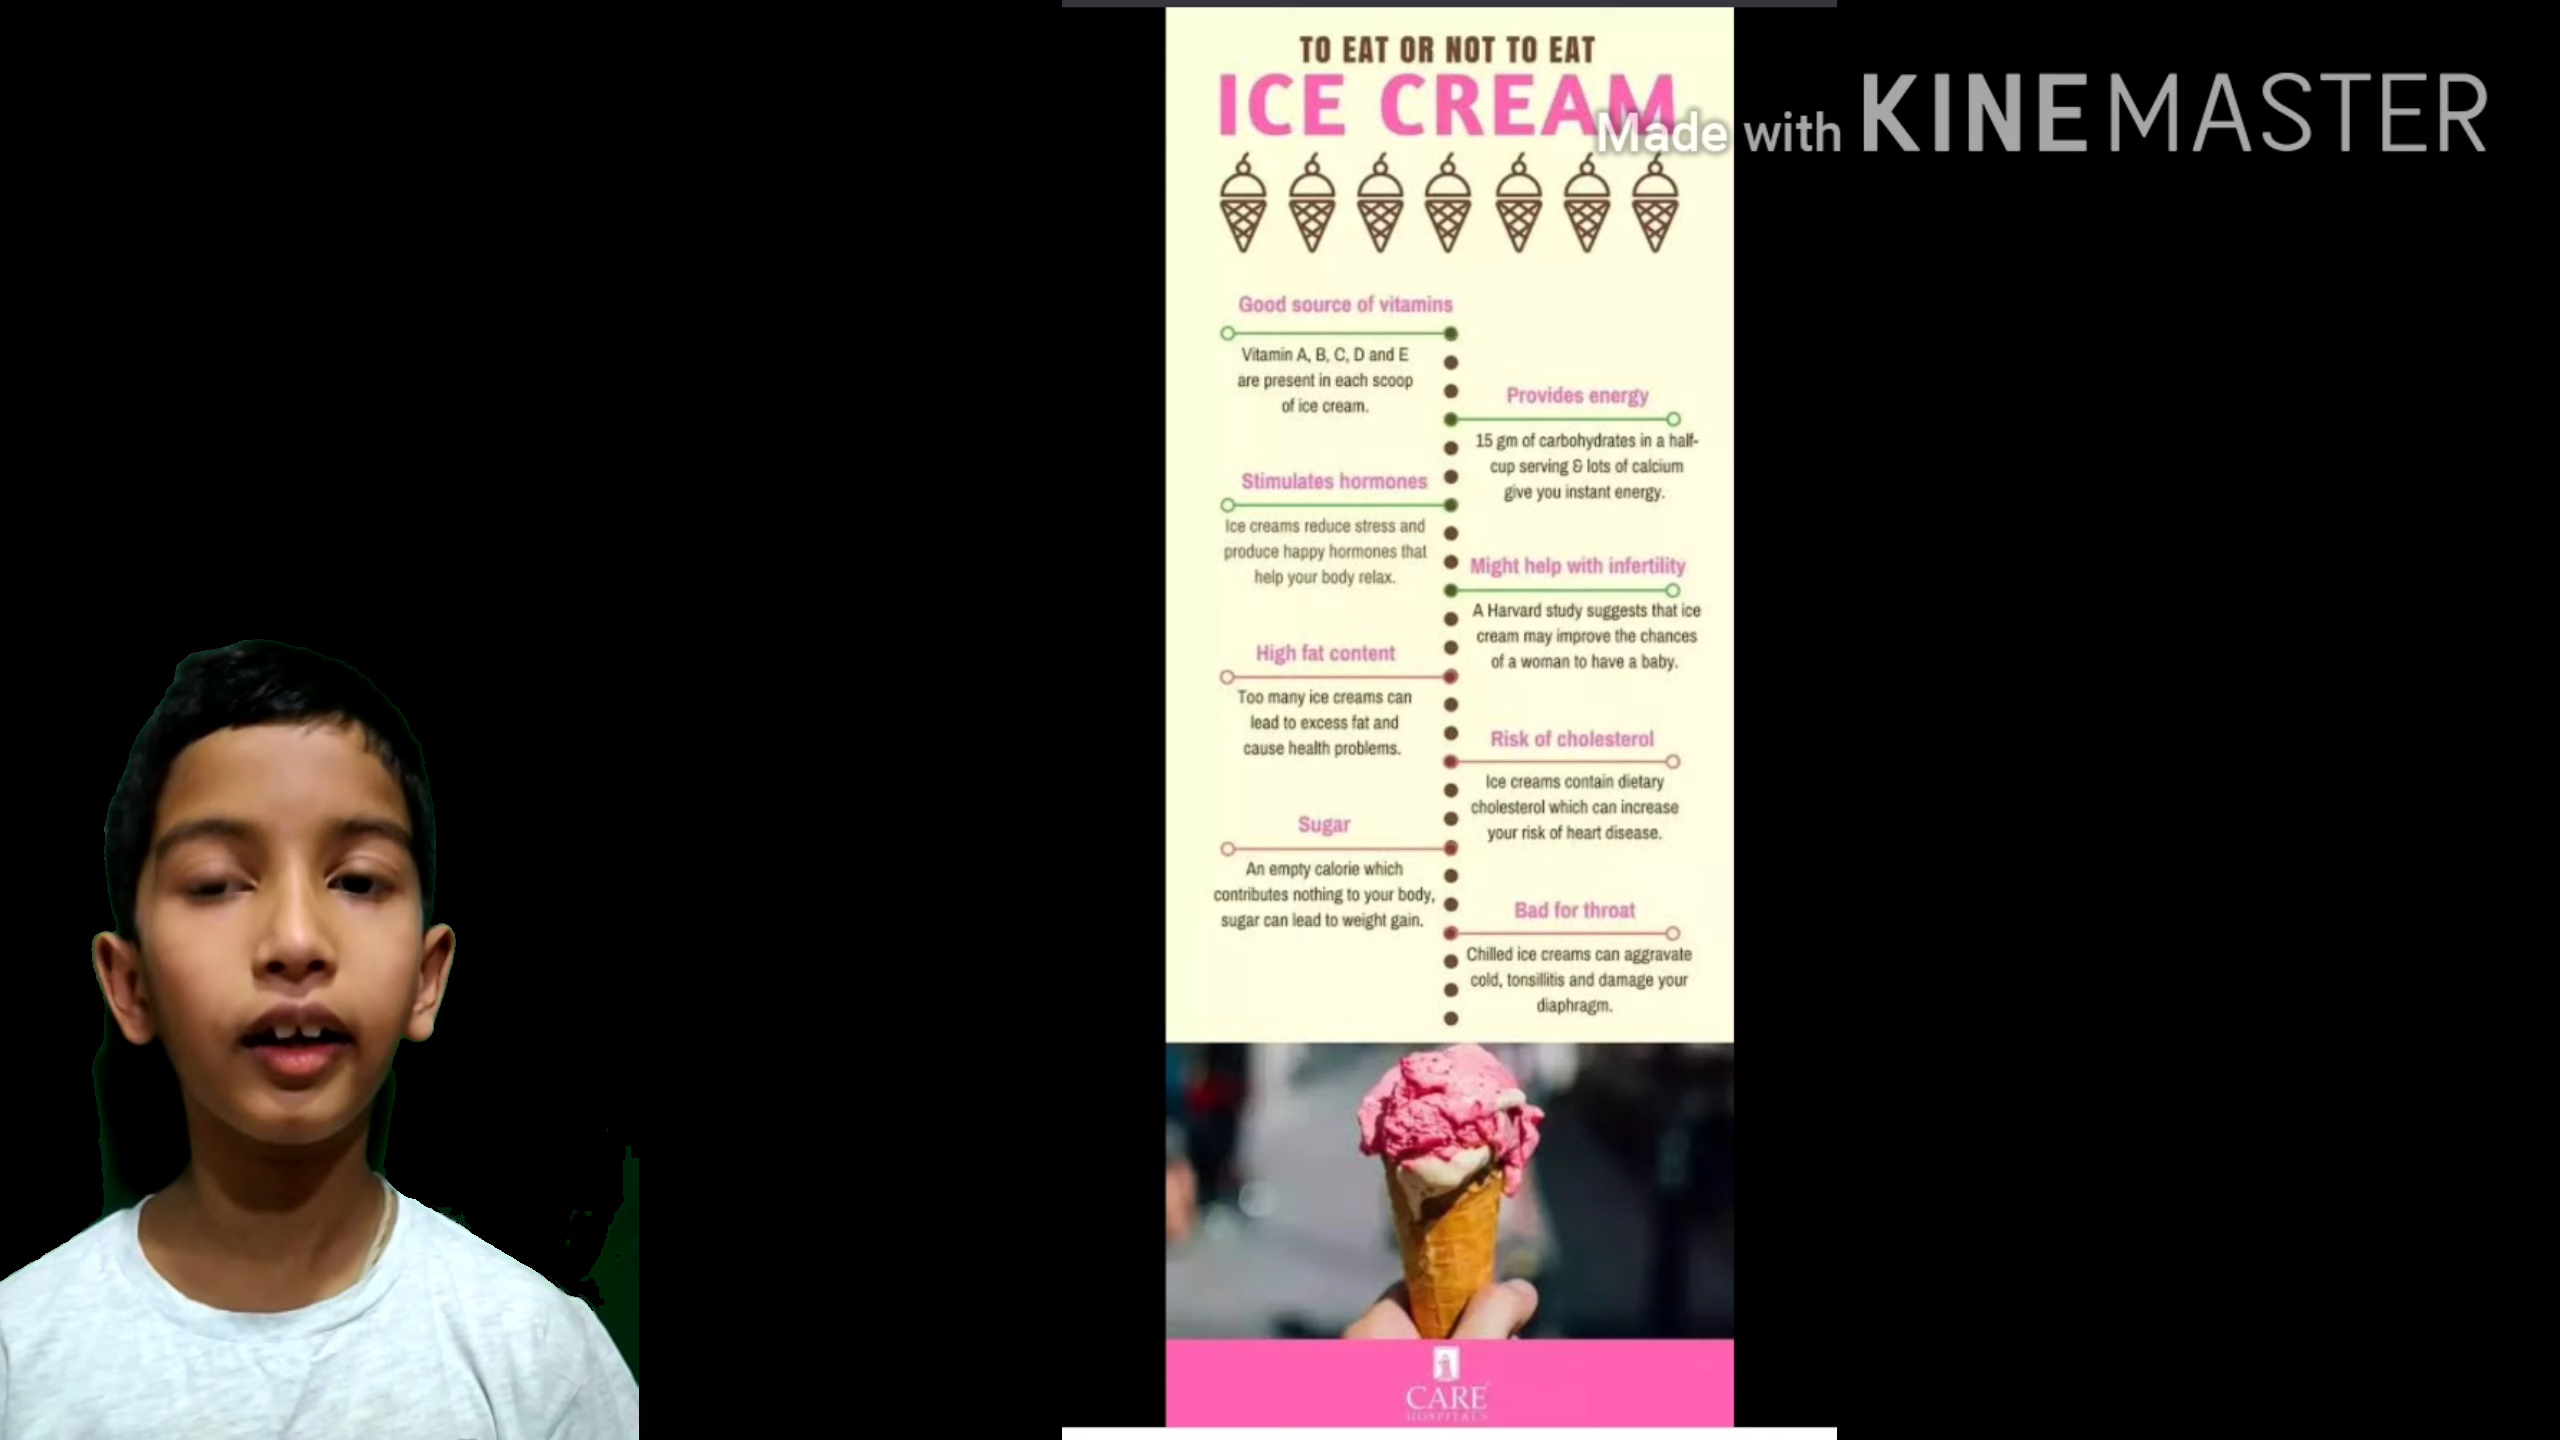 TO EAT OR NOT TO EAT
ICE CREAM
Made with KINEMASTER
Good source of vitamins
Vitamin A, B, C, D and E
are present in each scoop
of ice cream.
Provides energy
15 gm of carbohydrates in a half-
cup serving & lots of calcium
give you instant energy.
Stimulates hormones
Ice creams reduce stress and
produce happy hormones that
help your body relax.
Might help with infertility
A Harvard study suggests that ice
cream may improve the chances
of a woman to have a baby.
High fat content
Too many ice creams can
lead to excess fat and
cause health problems.
Risk of cholesterol
Ice creams contain dietary
cholesterol which can increase
your risk of heart disease.
Sugar
An empty calorie which
contributes nothing to your body,
sugar can lead to weight gain.
Bad for throat
Chilled ice creams can aggravate
cold, tonsillitis and damage your
diaphragm.
CARE
HOSPITALS